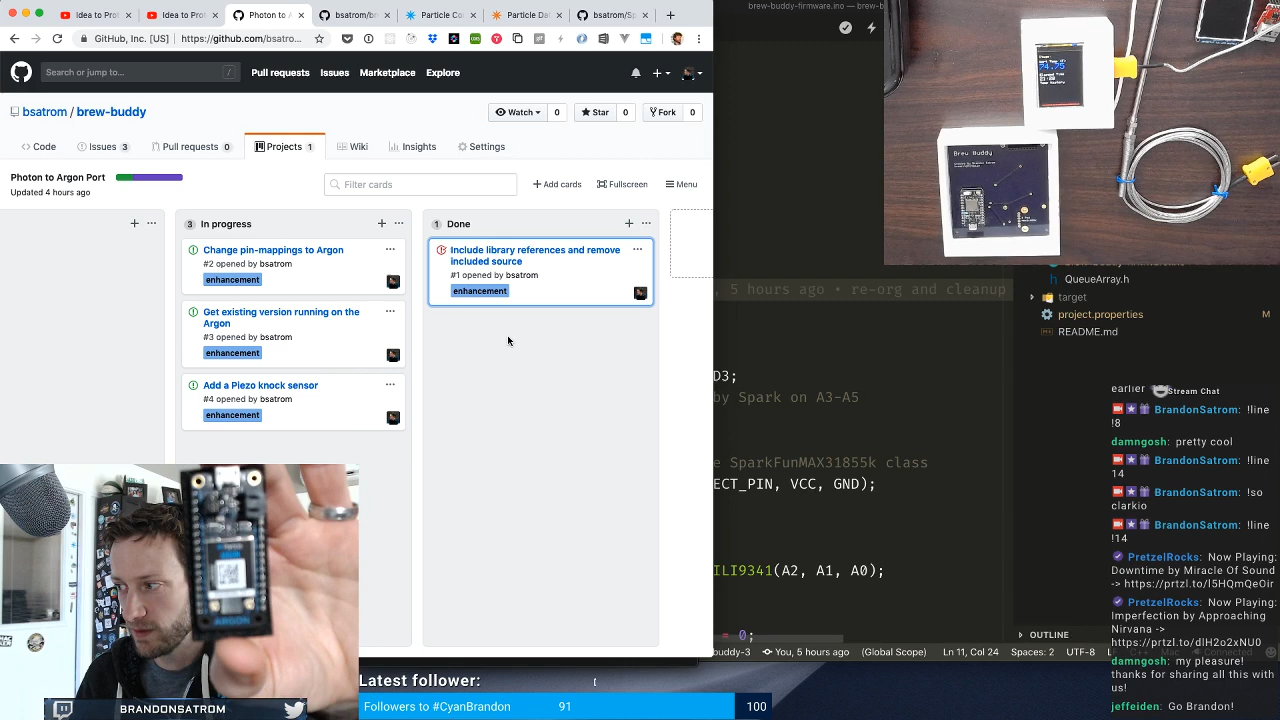 Idea to P
Idea to P
Photon to A
bsatrom/br
Particle Co
Particle Da
bsatrom/Sp
brew-buddy-firmware.ino — brew-b
GitHub, Inc. [US]
https://github.com/bsatro...
Search or jump to...
/
Pull requests
Issues
Marketplace
Explore
bsatrom / brew-buddy
Watch
0
Star
0
Fork
0
Code
Issues 3
Pull requests 0
Projects 1
Wiki
Insights
Settings
Photon to Argon Port
Updated 4 hours ago
Filter cards
Add cards
Fullscreen
Menu
3 In progress
Change pin-mappings to Argon
#2 opened by bsatrom
enhancement
Get existing version running on the
Argon
#3 opened by bsatrom
enhancement
Add a Piezo knock sensor
#4 opened by bsatrom
enhancement
1 Done
Include library references and remove
included source
#1 opened by bsatrom
enhancement
, 5 hours ago • re-org and cleanup
D3;
by Spark on A3-A5
e SparkFunMAX31855k class
ECT_PIN, VCC, GND);
ILI9341(A2, A1, A0);
= 0;
QueueArray.h
target
project.properties
M
README.md
OUTLINE
buddy-3
You, 5 hours ago
(Global Scope)
Ln 11, Col 24
Spaces: 2
UTF-8
Brew Buddy
ARGON
earlier
Stream Chat
BrandonSatrom: !line
!8
damngosh: pretty cool
BrandonSatrom: !line
14
BrandonSatrom: !so
clarkio
BrandonSatrom: !line
!14
PretzelRocks: Now Playing:
Downtime by Miracle Of Sound
-> https://prtzl.to/I5HQmQeOir
PretzelRocks: Now Playing:
Imperfection by Approaching
Nirvana ->
https://prtzl.to/dIH2o2xNU0
damngosh: my pleasure!
thanks for sharing all this with
us!
jeffeiden: Go Brandon!
BRANDONSATROM
Latest follower:
Followers to #CyanBrandon
91
100